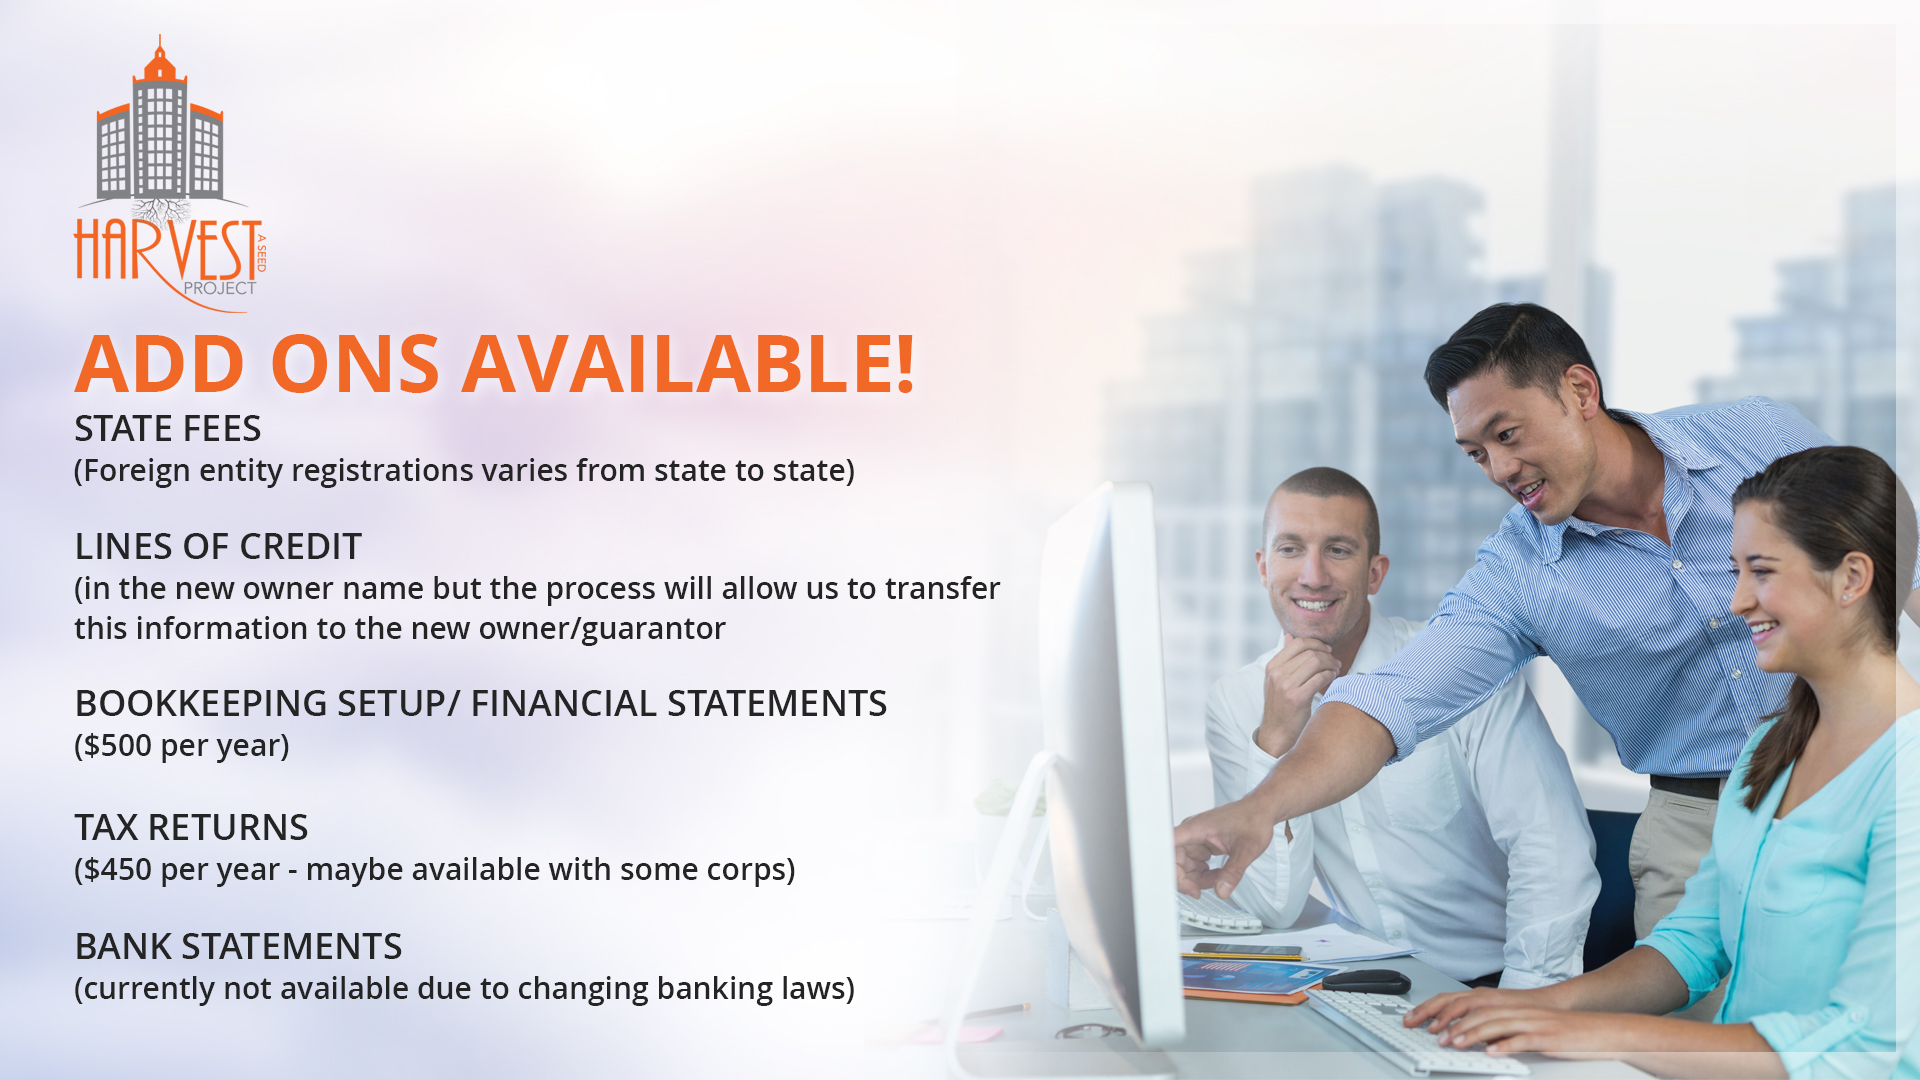 HARVEST
A SEED
PROJECT
ADD ONS AVAILABLE!
STATE FEES
(Foreign entity registrations varies from state to state)
LINES OF CREDIT
(in the new owner name but the process will allow us to transfer
this information to the new owner/guarantor
BOOKKEEPING SETUP/ FINANCIAL STATEMENTS
($500 per year)
TAX RETURNS
($450 per year - maybe available with some corps)
BANK STATEMENTS
(currently not available due to changing banking laws)